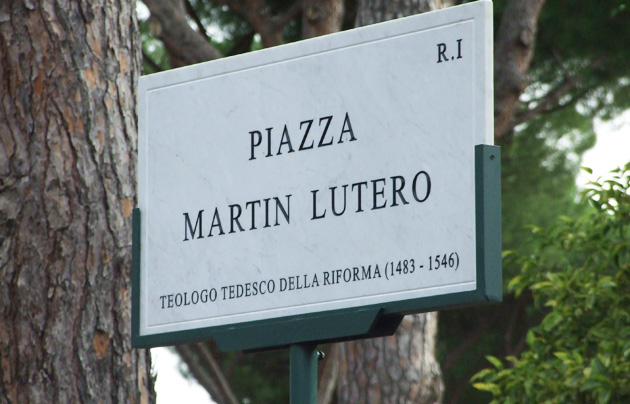 R.I
PIAZZA
MARTIN LUTERO
TEOLOGO TEDESCO DELLA RIFORMA (1483 - 1546)